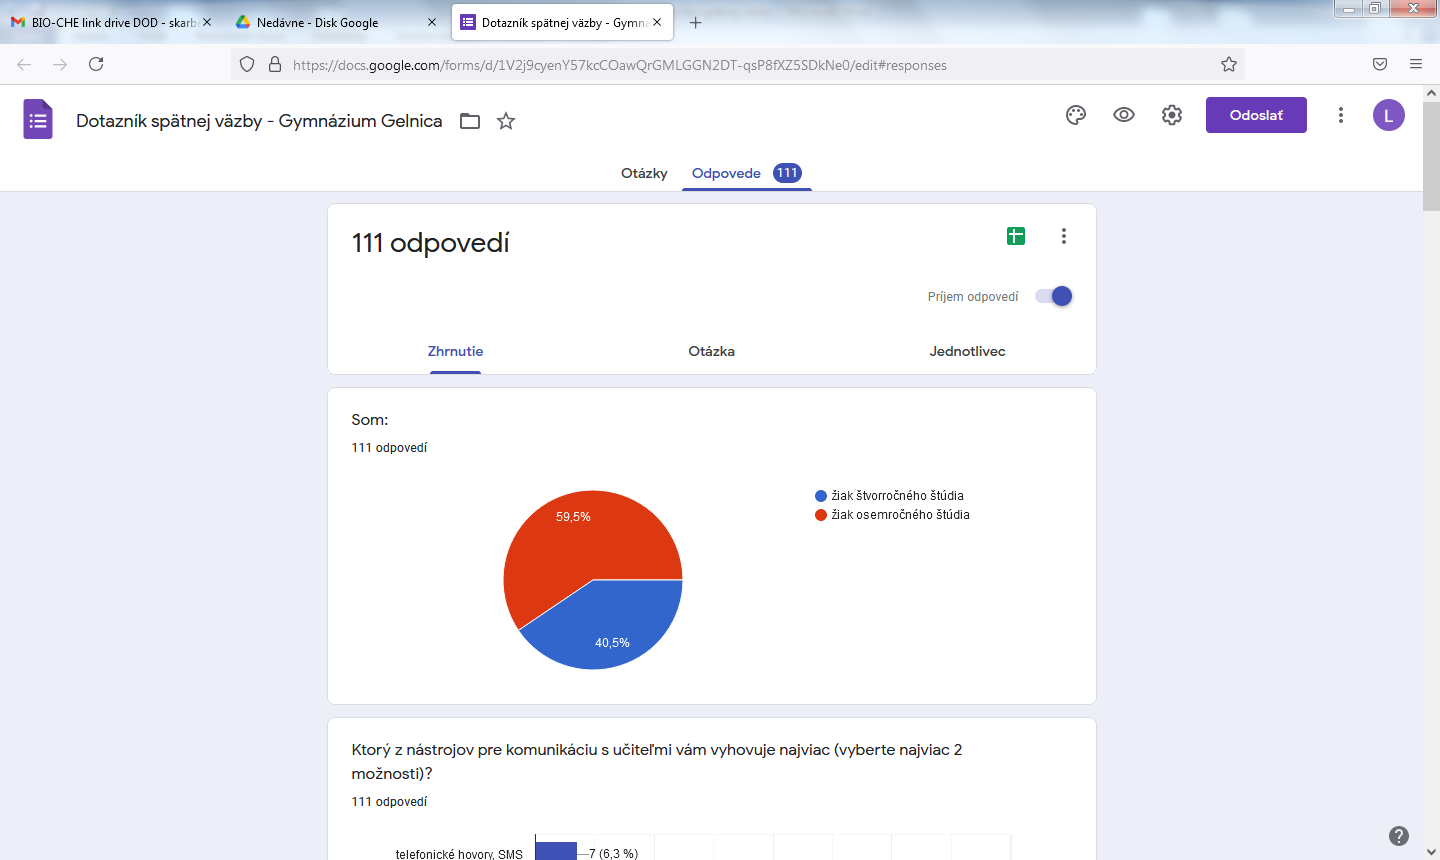 BIO-CHE link drive DOD - skarb
Nedávne - Disk Google
Dotazník spätnej väzby - Gymna
https://docs.google.com/forms/d/1V2j9cyenY57kcCOawQrGMLGGN2DT-qsP8fXZ5SDkNe0/edit#responses
Dotazník spätnej väzby - Gymnázium Gelnica
Odoslať
L
Otázky
Odpovede 111
111 odpovedí
Príjem odpovedí
Zhrnutie
Otázka
Jednotlivec
Som:
111 odpovedí
59,5%
40,5%
žiak štvorročného štúdia
žiak osemročného štúdia
Ktorý z nástrojov pre komunikáciu s učiteľmi vám vyhovuje najviac (vyberte najviac 2
možnosti)?
111 odpovedí
telefonické hovory, SMS
7 (6,3 %)